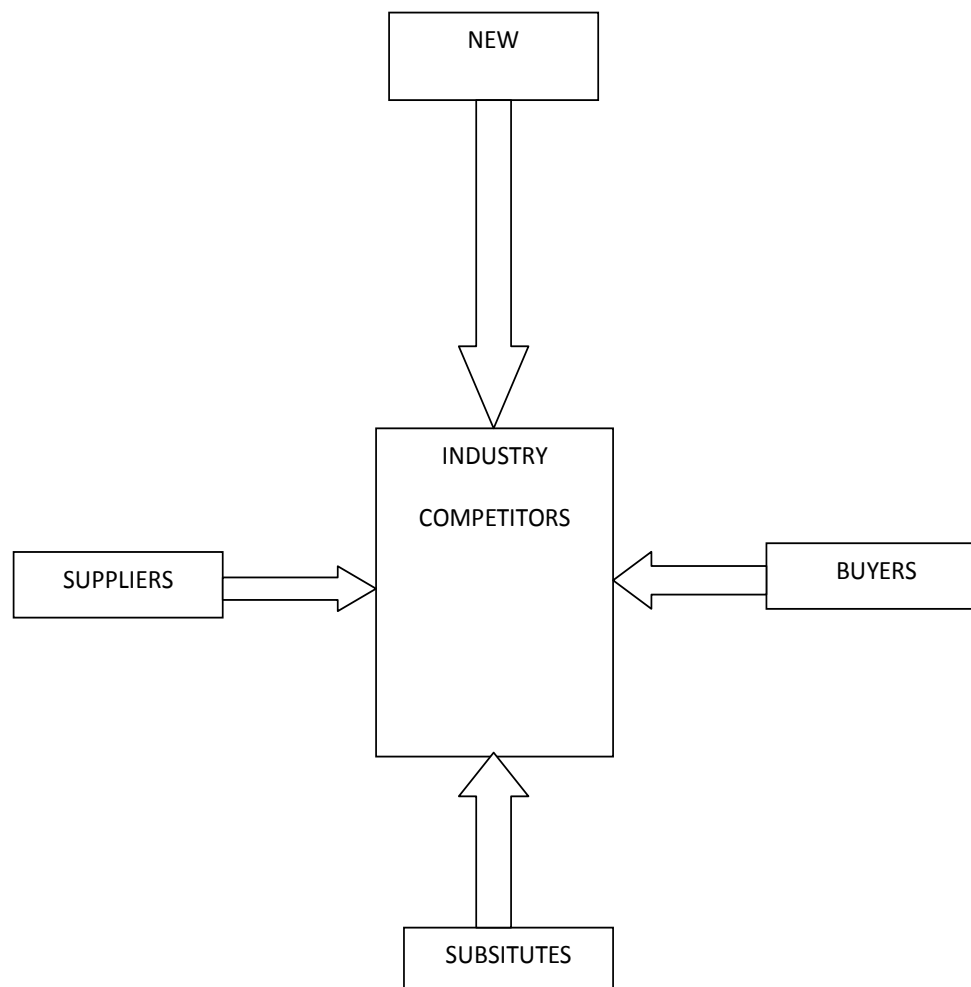 NEW
INDUSTRY
COMPETITORS
SUPPLIERS
BUYERS
SUBSITUTES